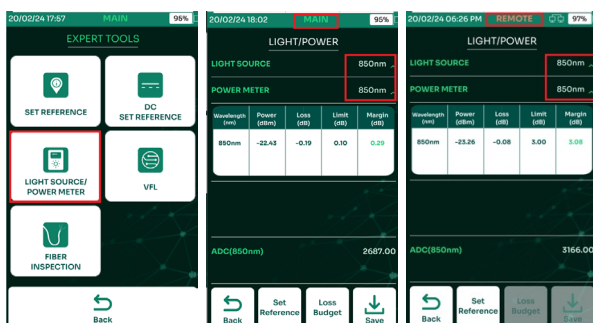 20/02/24 17:57 MAIN 95%
EXPERT TOOLS
SET REFERENCE
DC
SET REFERENCE
LIGHT SOURCE/
POWER METER
VFL
FIBER
INSPECTION
Back
20/02/24 18:02 MAIN 95%
LIGHT/POWER
LIGHT SOURCE 850nm
POWER METER 850nm
Wavelength (nm) Power (dBm) Loss (dB) Limit (dB) Margin (dB)
850nm -22.43 -0.19 0.10 0.29
ADC(850nm) 2687.00
Back
Set Reference
Loss Budget
Save
20/02/24 06:26 PM REMOTE 97%
LIGHT/POWER
LIGHT SOURCE 850nm
POWER METER 850nm
Wavelength (nm) Power (dBm) Loss (dB) Limit (dB) Margin (dB)
850nm -23.26 -0.08 3.00 3.08
ADC(850nm) 3166.00
Back
Set Reference
Loss Budget
Save